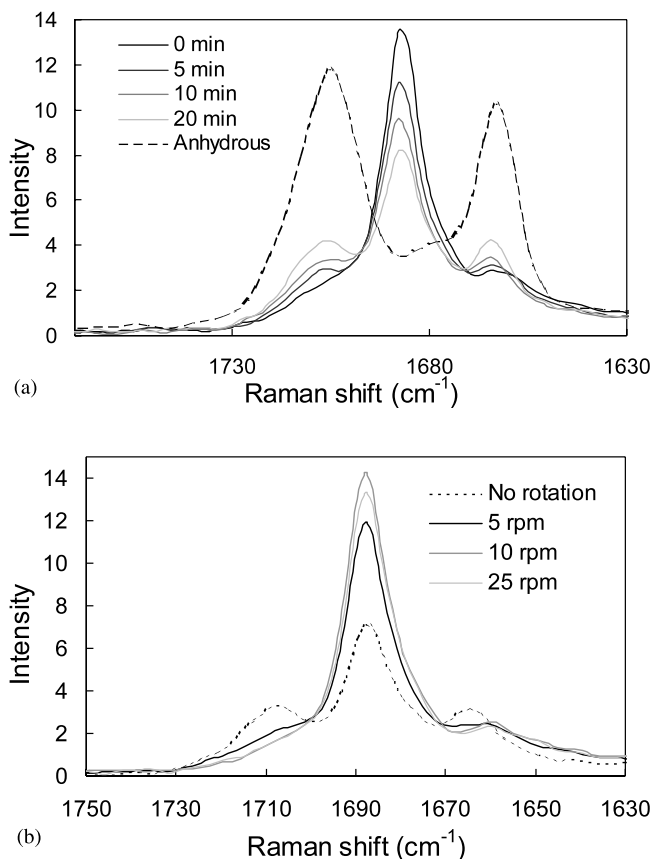 14
12
10
8
6
4
2
0
Intensity
0 min
5 min
10 min
20 min
Anhydrous
1730 1680 1630
Raman shift (cm-1)
(a)
14
12
10
8
6
4
2
0
Intensity
No rotation
5 rpm
10 rpm
25 rpm
1750 1730 1710 1690 1670 1650 1630
Raman shift (cm-1)
(b)